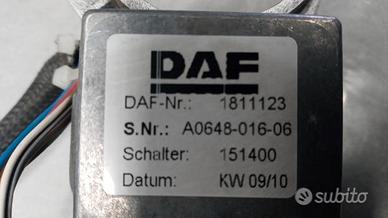 DAF
DAF-Nr.: 1811123
S.Nr.: A0648-016-06
Schalter: 151400
Datum: KW 09/10
subito